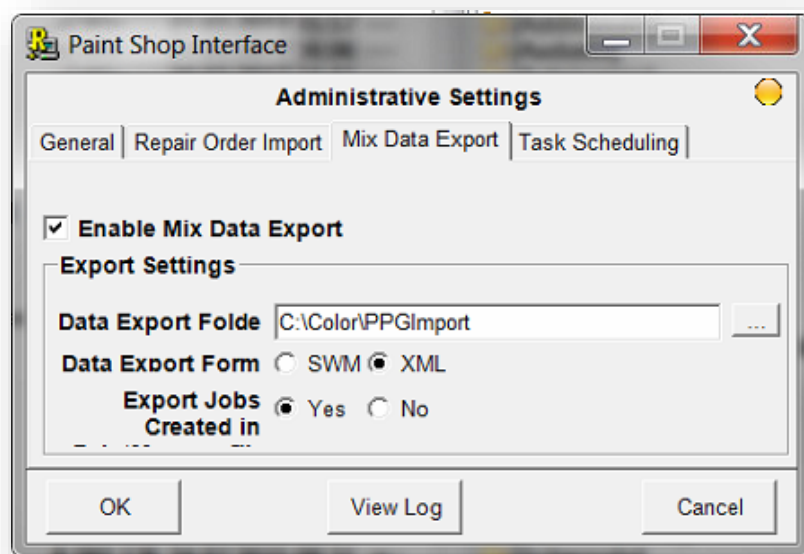 Paint Shop Interface
Administrative Settings
General Repair Order Import Mix Data Export Task Scheduling
Enable Mix Data Export
Export Settings
Data Export Folde C:\Color\PPGImport ...
Data Export Form SWM XML
Export Jobs Yes No
Created in
OK View Log Cancel